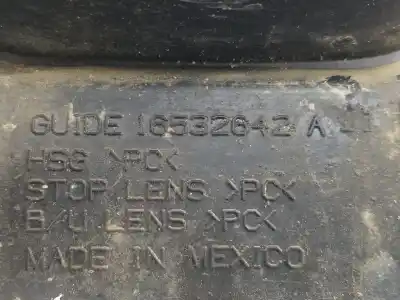 GUIDE 16532642 A
HSG >PC<
STOP LENS >PC<
B/U LENS >PC<
MADE IN MEXICO